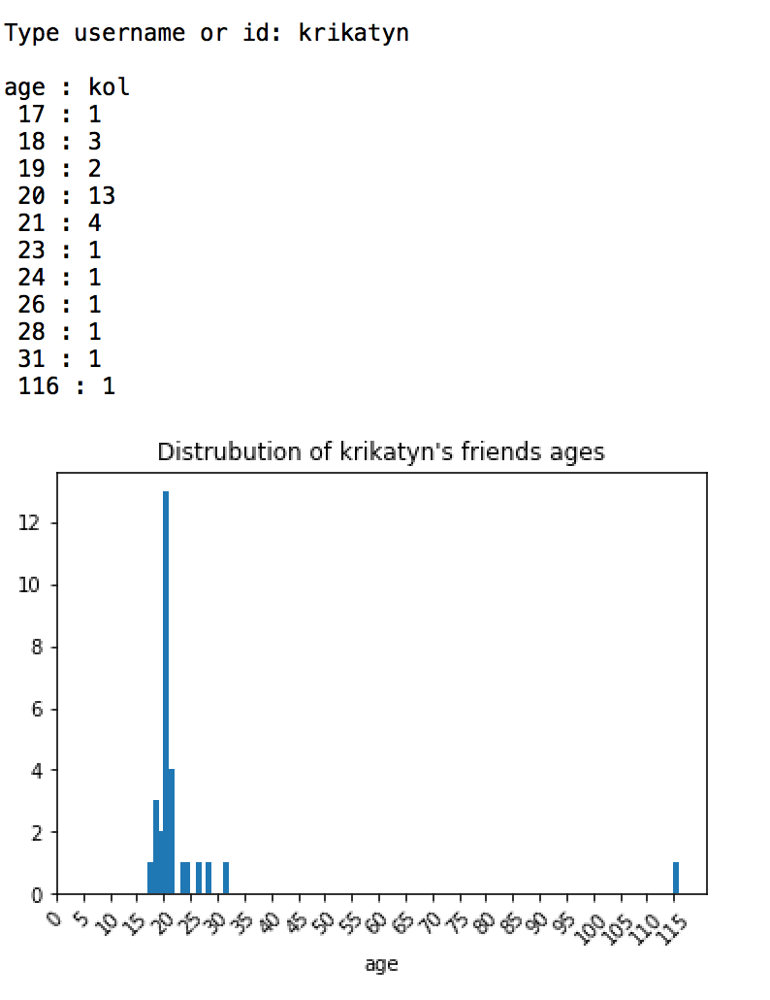 Type username or id: krikatyn
age : kol
17 : 1
18 : 3
19 : 2
20 : 13
21 : 4
23 : 1
24 : 1
26 : 1
28 : 1
31 : 1
116 : 1
Distrubution of krikatyn's friends ages
12
10
8
6
4
2
0
0 5 10 15 20 25 30 35 40 45 50 55 60 65 70 75 80 85 90 95 100 105 110 115
age